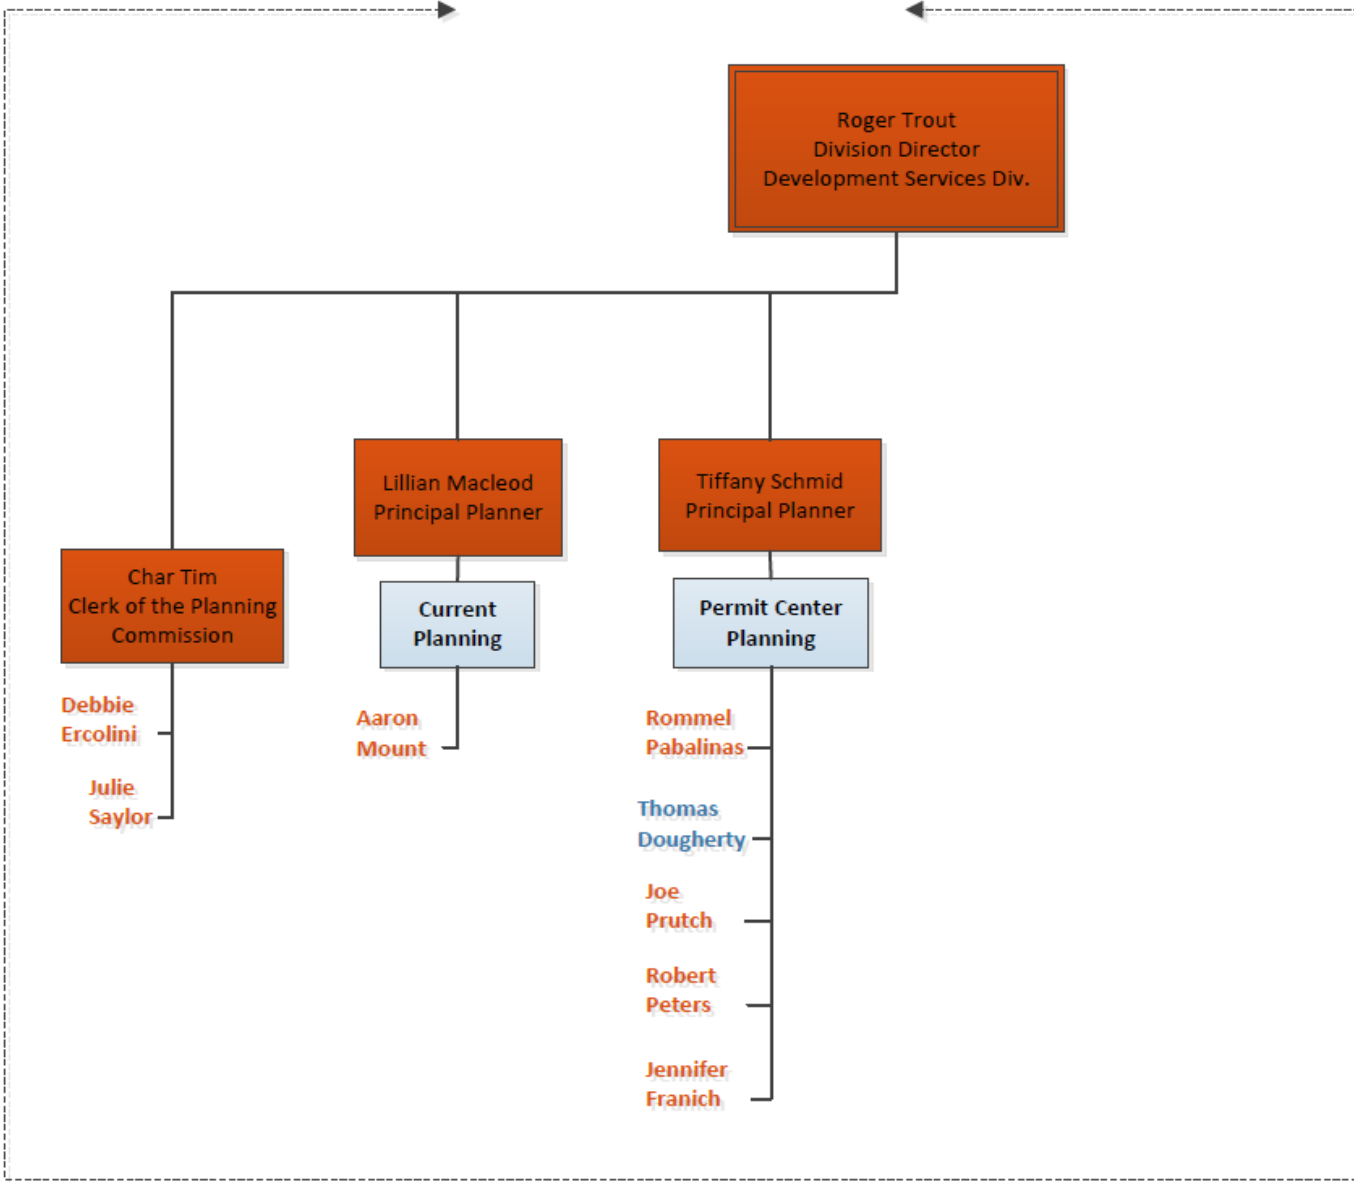 Roger Trout
Division Director
Development Services Div.
Lillian Macleod
Principal Planner
Tiffany Schmid
Principal Planner
Char Tim
Clerk of the Planning
Commission
Current
Planning
Permit Center
Planning
Debbie
Ercolini
Julie
Saylor
Aaron
Mount
Rommel
Pabalinas
Thomas
Dougherty
Joe
Prutch
Robert
Peters
Jennifer
Franich